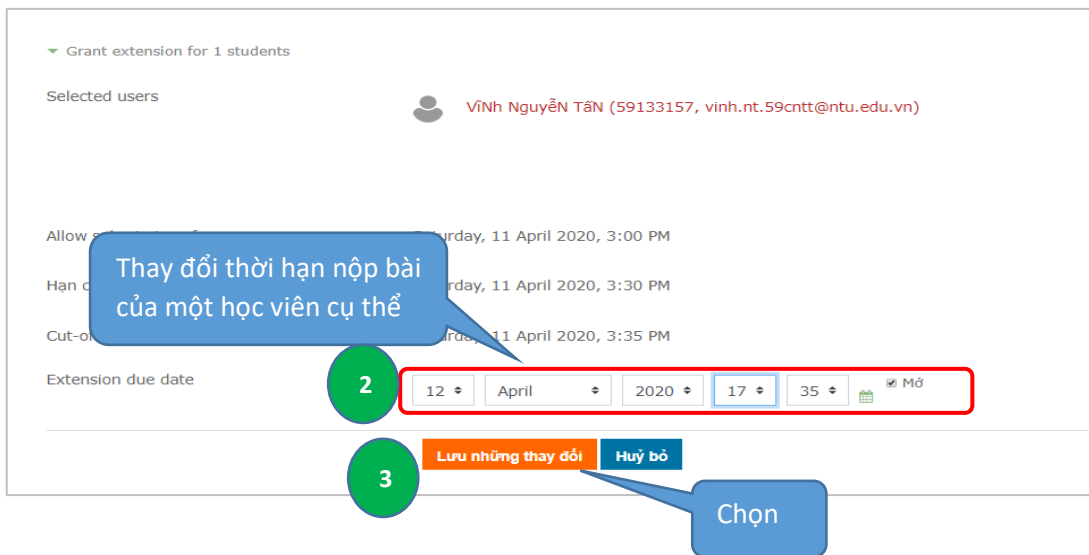 Grant extension for 1 students
Selected users
VĩNh NguyễN TấN (59133157, vinh.nt.59cntt@ntu.edu.vn)
Allow 11 April 2020, 3:00 PM
Thay đổi thời hạn nộp bài
của một học viên cụ thể
Hạn 11 April 2020, 3:30 PM
11 April 2020, 3:35 PM
Extension due date
2
12 April 2020 17 35 Mở
3
Lưu những thay đổi Huỷ bỏ
Chọn